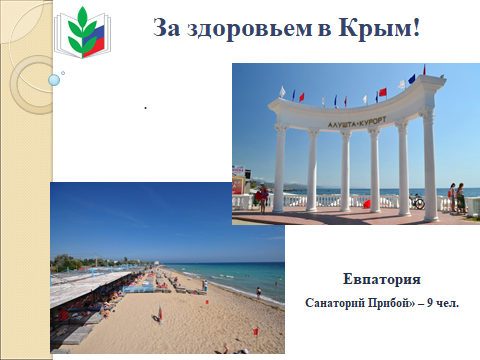 За здоровьем в Крым!
.
АЛУШТА•КУРОРТ
Евпатория
Санаторий Прибой» – 9 чел.